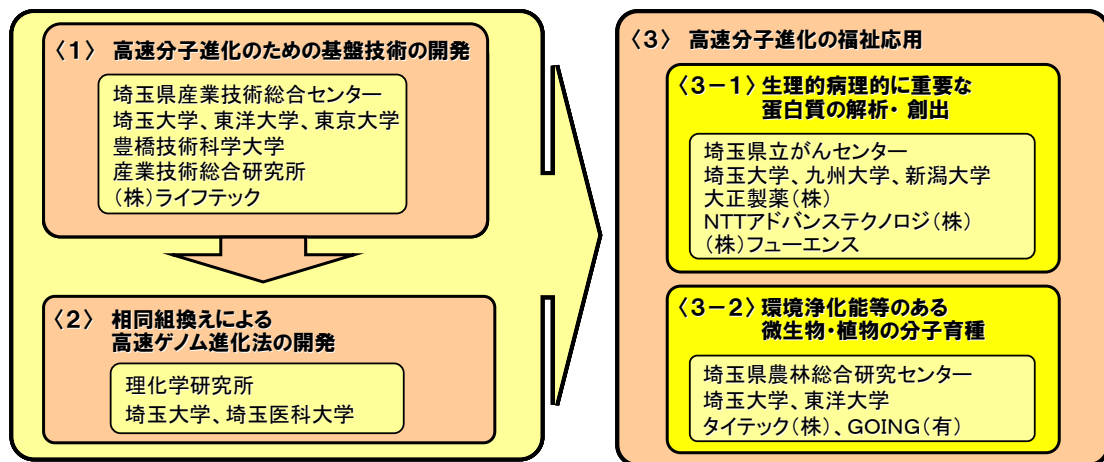 〈1〉 高速分子進化のための基盤技術の開発
埼玉県産業技術総合センター
埼玉大学、東洋大学、東京大学
豊橋技術科学大学
産業技術総合研究所
(株)ライフテック
〈2〉 相同組換えによる
高速ゲノム進化法の開発
理化学研究所
埼玉大学、埼玉医科大学
〈3〉 高速分子進化の福祉応用
〈3-1〉生理的病理的に重要な
蛋白質の解析・ 創出
埼玉県立がんセンター
埼玉大学、九州大学、新潟大学
大正製薬(株)
NTTアドバンステクノロジ(株)
(株)フューエンス
〈3-2〉環境浄化能等のある
微生物・植物の分子育種
埼玉県農林総合研究センター
埼玉大学、東洋大学
タイテック(株)、GOING(有)